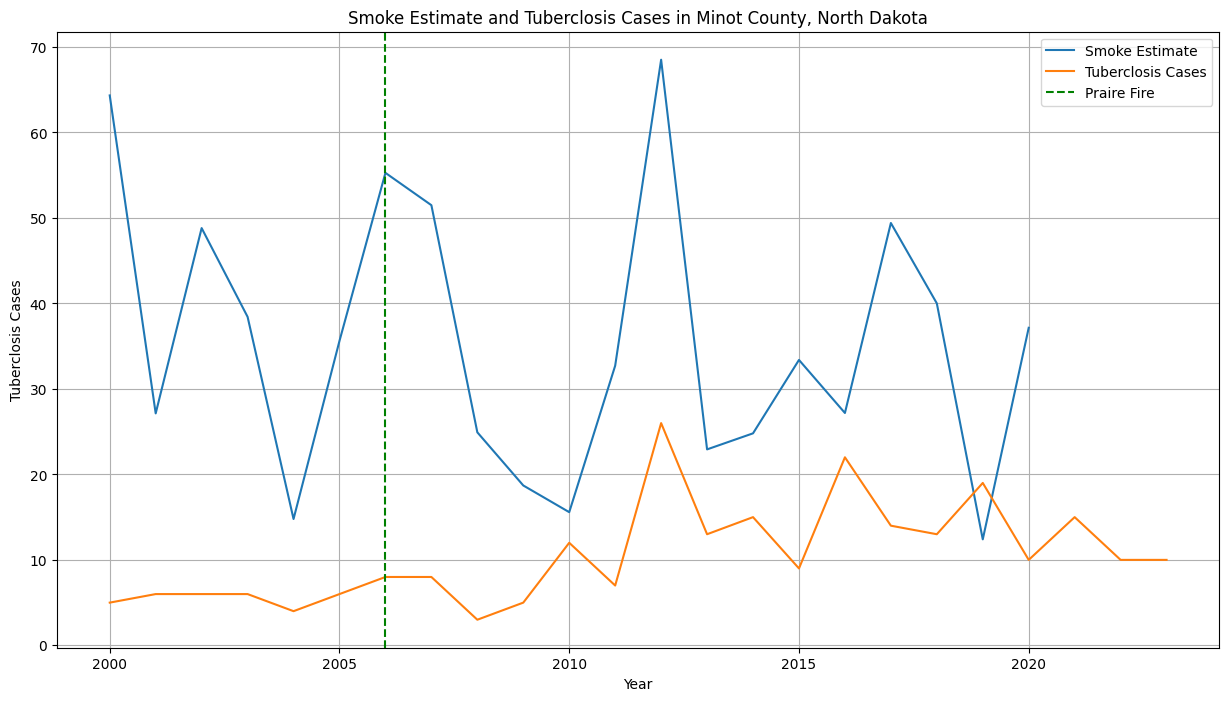 Smoke Estimate and Tuberclosis Cases in Minot County, North Dakota
Smoke Estimate
Tuberclosis Cases
Praire Fire
Tuberclosis Cases
70
60
50
40
30
20
10
0
2000 2005 2010 2015 2020
Year